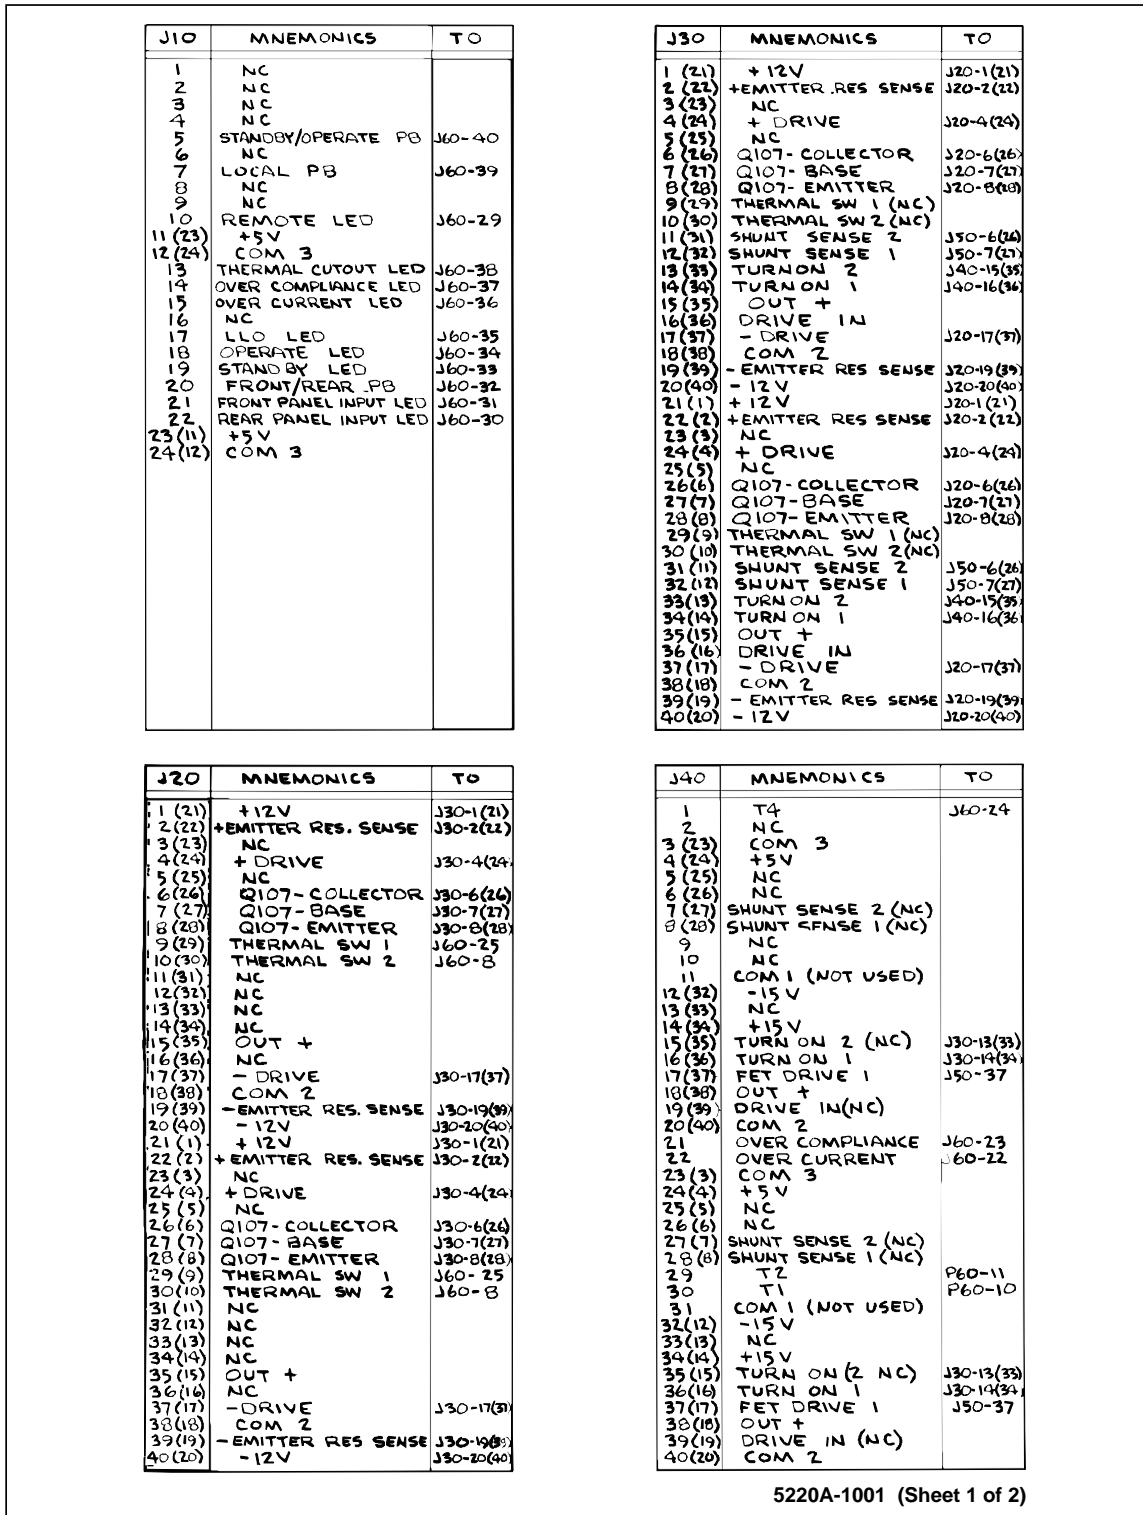 J10 MNEMONICS TO
1 NC
2 NC
3 NC
4 NC
5 STANDBY/OPERATE PB J60-40
6 NC
7 LOCAL PB J60-39
8 NC
9 NC
10 REMOTE LED J60-29
11 (23) +5V
12 (24) COM 3
13 THERMAL CUTOUT LED J60-38
14 OVER COMPLIANCE LED J60-37
15 OVER CURRENT LED J60-36
16 NC
17 LLO LED J60-35
18 OPERATE LED J60-34
19 STANDBY LED J60-33
20 FRONT/REAR PB J60-32
21 FRONT PANEL INPUT LED J60-31
22 REAR PANEL INPUT LED J60-30
23(11) +5V
24(12) COM 3
J30 MNEMONICS TO
1 (21) +12V J20-1(21)
2 (22) +EMITTER .RES SENSE J20-2(22)
3(23) NC
4(24) + DRIVE J20-4(24)
5(25) NC
6(26) Q107-COLLECTOR J20-6(26)
7(27) Q107-BASE J20-7(27)
8(28) Q107-EMITTER J20-8(28)
9(29) THERMAL SW 1 (NC)
10(30) THERMAL SW 2 (NC)
11(31) SHUNT SENSE 2 J50-6(26)
12(32) SHUNT SENSE 1 J50-7(27)
13(33) TURN ON 2 J40-15(35)
14(34) TURN ON 1 J40-16(36)
15(35) OUT +
16(36) DRIVE IN
17(37) - DRIVE J20-17(37)
18(38) COM 2
19(39) -EMITTER RES SENSE J20-19(39)
20(40) -12V J20-20(40)
21(1) +12V J20-1(21)
22(2) +EMITTER RES SENSE J20-2(22)
23(3) NC
24(4) + DRIVE J20-4(24)
25(5) NC
26(6) Q107-COLLECTOR J20-6(26)
27(7) Q107-BASE J20-7(27)
28(8) Q107-EMITTER J20-8(28)
29(9) THERMAL SW 1 (NC)
30(10) THERMAL SW 2(NC)
31(11) SHUNT SENSE 2 J50-6(26)
32(12) SHUNT SENSE 1 J50-7(27)
33(13) TURN ON 2 J40-15(35)
34(14) TURN ON 1 J40-16(36)
35(15) OUT +
36(16) DRIVE IN
37(17) - DRIVE J20-17(37)
38(18) COM 2
39(19) -EMITTER RES SENSE J20-19(39)
40(20) -12V J20-20(40)
J20 MNEMONICS TO
1 (21) +12V J30-1(21)
2(22) +EMITTER RES. SENSE J30-2(22)
3(23) NC
4(24) + DRIVE J30-4(24)
5(25) NC
6(26) Q107-COLLECTOR J30-6(26)
7 (27) Q107-BASE J30-7(27)
8(28) Q107-EMITTER J30-8(28)
9(29) THERMAL SW 1 J60-25
10(30) THERMAL SW 2 J60-8
11(31) NC
12(32) NC
13(33) NC
14(34) NC
15(35) OUT +
16(36) NC
17(37) - DRIVE J30-17(37)
18(38) COM 2
19(39) -EMITTER RES. SENSE J30-19(39)
20(40) -12V J30-20(40)
21(1) +12V J30-1(21)
22(2) +EMITTER RES. SENSE J30-2(22)
23(3) NC
24(4) + DRIVE J30-4(24)
25(5) NC
26(6) Q107-COLLECTOR J30-6(26)
27(7) Q107-BASE J30-7(27)
28(8) Q107-EMITTER J30-8(28)
29(9) THERMAL SW 1 J60-25
30(10) THERMAL SW 2 J60-8
31(11) NC
32(12) NC
33(13) NC
34(14) NC
35(15) OUT +
36(16) NC
37(17) -DRIVE J30-17(37)
38(18) COM 2
39(19) -EMITTER RES SENSE J30-19(39)
40(20) -12V J30-20(40)
J40 MNEMONICS TO
1 T4 J60-24
2 NC
3 (23) COM 3
4 (24) +5V
5(25) NC
6 (26) NC
7 (27) SHUNT SENSE 2 (NC)
8 (28) SHUNT SENSE 1 (NC)
9 NC
10 NC
11 COM 1 (NOT USED)
12 (32) -15 V
13 (33) NC
14 (34) +15 V
15(35) TURN ON 2 (NC) J30-13(33)
16(36) TURN ON 1 J30-14(34)
17(37) FET DRIVE 1 J50-37
18(38) OUT +
19(39) DRIVE IN(NC)
20(40) COM 2
21 OVER COMPLIANCE J60-23
22 OVER CURRENT J60-22
23(3) COM 3
24(4) +5 V
25(5) NC
26(6) NC
27(7) SHUNT SENSE 2 (NC)
28(8) SHUNT SENSE 1 (NC)
29 T2 P60-11
30 T1 P60-10
31 COM 1 (NOT USED)
32(12) -15 V
33(13) NC
34(14) +15 V
35(15) TURN ON (2 NC) J30-13(33)
36(16) TURN ON 1 J30-14(34)
37(17) FET DRIVE 1 J50-37
38(18) OUT +
39(19) DRIVE IN (NC)
40(20) COM 2
5220A-1001 (Sheet 1 of 2)